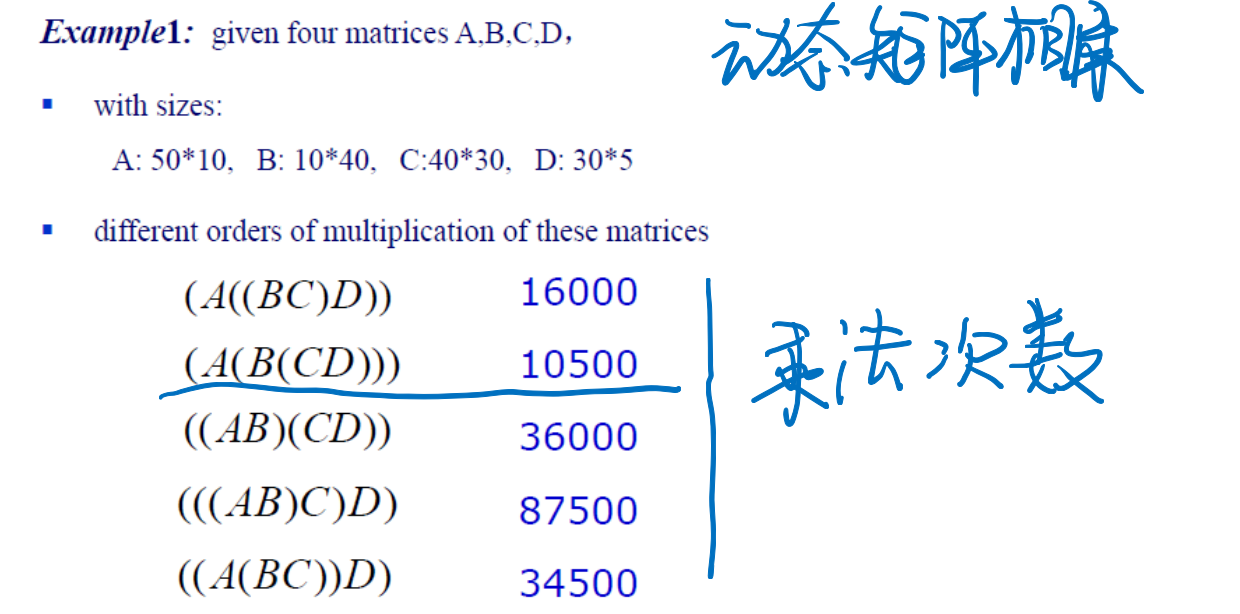 Example1: given four matrices A,B,C,D，
动态矩阵相乘
▪ with sizes:
A: 50*10, B: 10*40, C:40*30, D: 30*5
▪ different orders of multiplication of these matrices
(A((BC)D)) 16000
(A(B(CD))) 10500
乘法次数
((AB)(CD)) 36000
(((AB)C)D) 87500
((A(BC))D) 34500